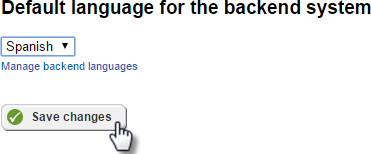 Default language for the backend system
Spanish
Manage backend languages
Save changes